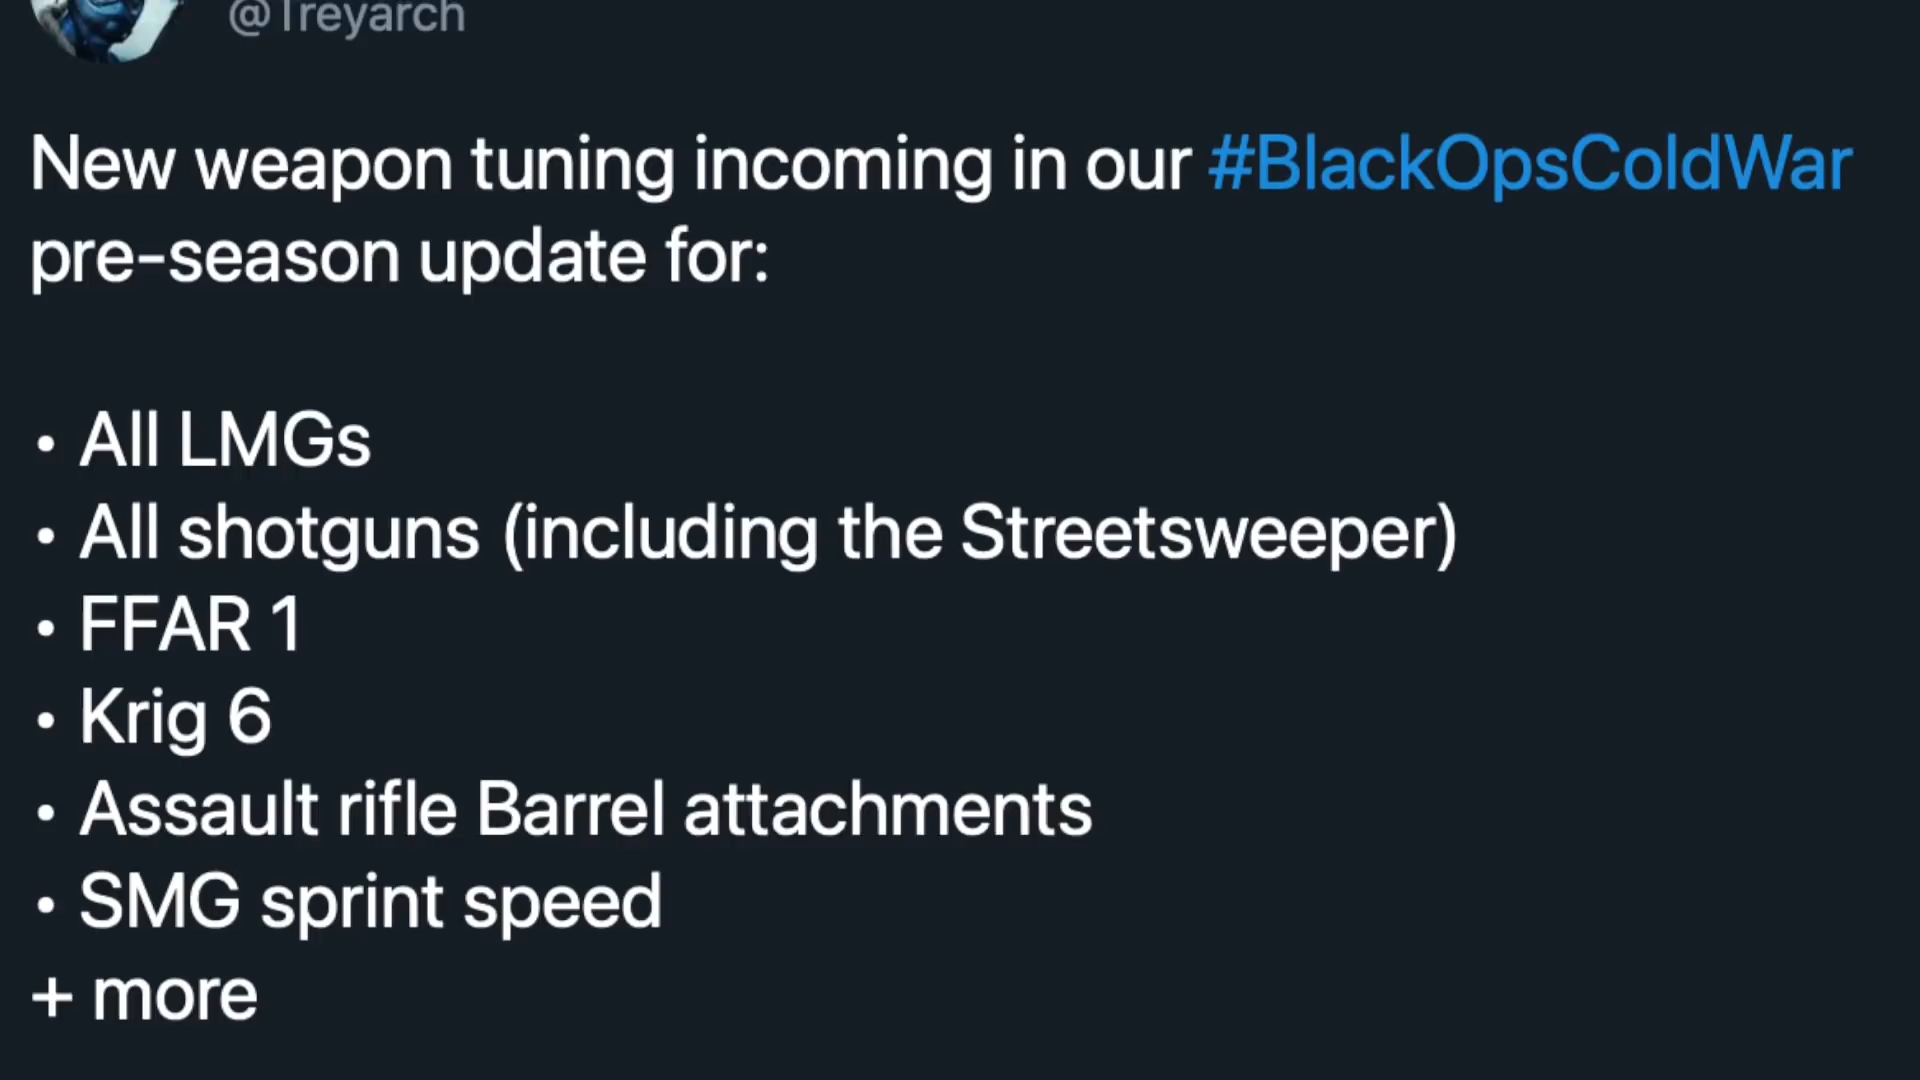 @Treyarch
New weapon tuning incoming in our #BlackOpsColdWar
pre-season update for:
• All LMGs
• All shotguns (including the Streetsweeper)
• FFAR 1
• Krig 6
• Assault rifle Barrel attachments
• SMG sprint speed
+ more